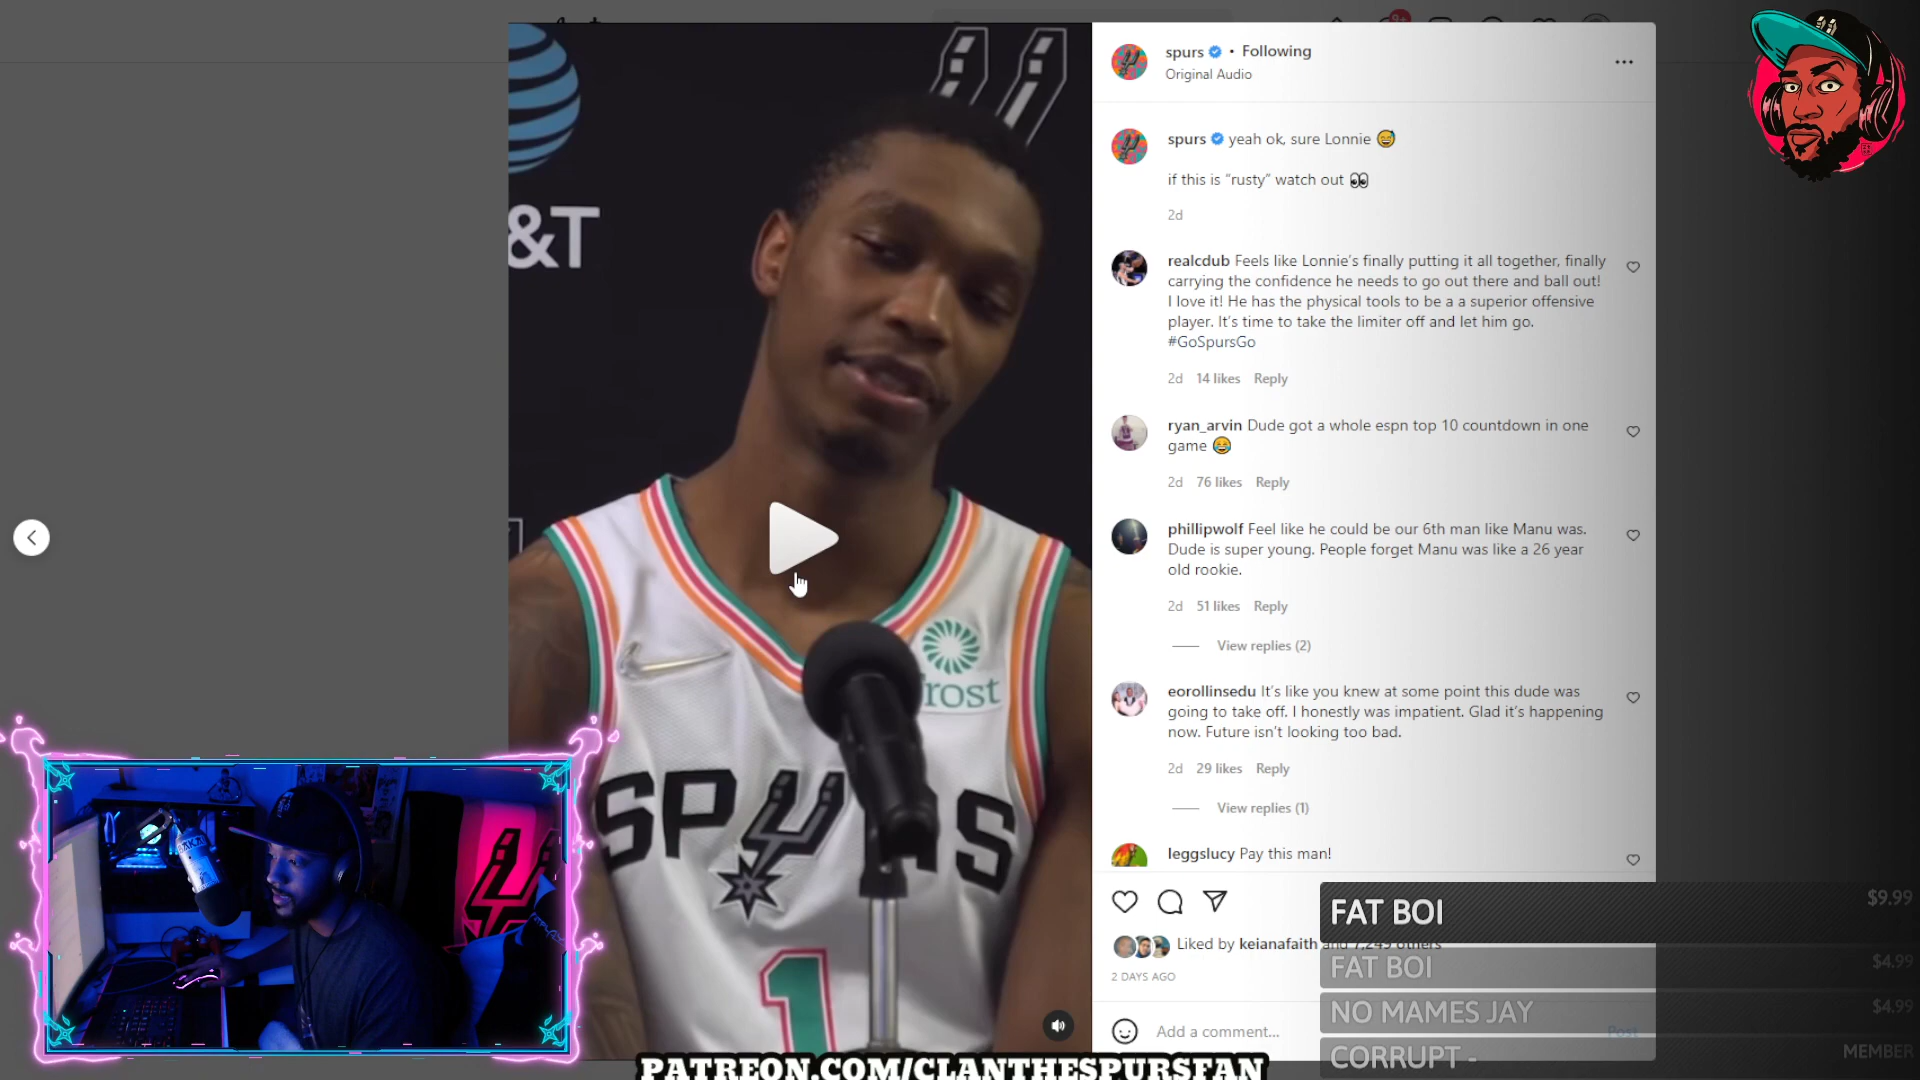 spurs • Following
Original Audio
spurs yeah ok, sure Lonnie 😅
if this is “rusty” watch out 👀
2d
realcdub Feels like Lonnie's finally putting it all together, finally
carrying the confidence he needs to go out there and ball out!
I love it! He has the physical tools to be a a superior offensive
player. It's time to take the limiter off and let him go.
#GoSpursGo
2d 14 likes Reply
ryan_arvin Dude got a whole espn top 10 countdown in one
game 😂
2d 76 likes Reply
phillipwolf Feel like he could be our 6th man like Manu was.
Dude is super young. People forget Manu was like a 26 year
old rookie.
2d 51 likes Reply
View replies (2)
eorollinsedu It's like you knew at some point this dude was
going to take off. I honestly was impatient. Glad it's happening
now. Future isn't looking too bad.
2d 29 likes Reply
View replies (1)
leggslucy Pay this man!
Liked by keianafaith and 7,249 others
2 DAYS AGO
Add a comment...
Post
&T
rost
SPURS
1
FAT BOI $9.99
FAT BOI $4.99
NO MAMES JAY $4.99
CORRUPT - MEMBER
PATREON.COM/CLANTHESPURSFAN